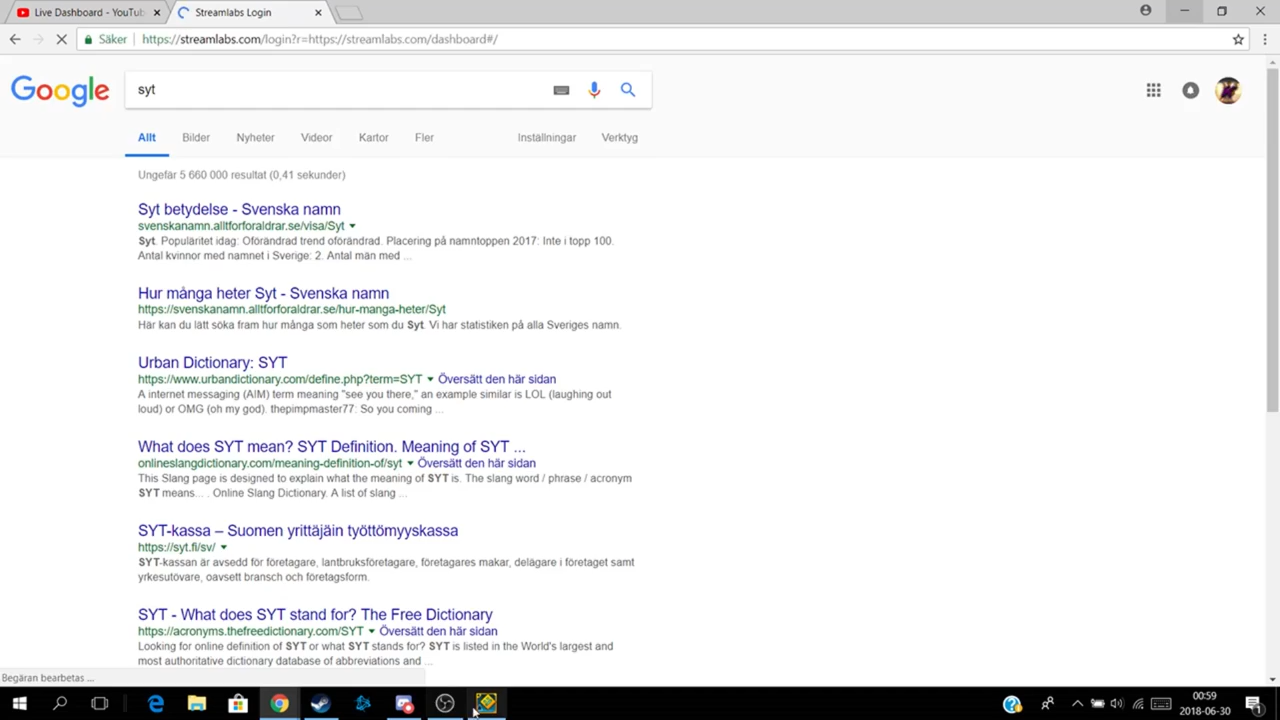 Live Dashboard - YouTub
Streamlabs Login
Säker
https://streamlabs.com/login?r=https://streamlabs.com/dashboard#/
Google
syt
Allt
Bilder
Nyheter
Videor
Kartor
Fler
Inställningar
Verktyg
Ungefär 5 660 000 resultat (0,41 sekunder)
Syt betydelse - Svenska namn
svenskanamn.alltforforaldrar.se/visa/Syt
Syt. Popularitet idag: Oförändrad trend oförändrad. Placering på namntoppen 2017: Inte i topp 100.
Antal kvinnor med namnet i Sverige: 2. Antal män med ...
Hur många heter Syt - Svenska namn
https://svenskanamn.alltforforaldrar.se/hur-manga-heter/Syt
Här kan du lätt söka fram hur många som heter som du Syt. Vi har statistiken på alla Sveriges namn.
Urban Dictionary: SYT
https://www.urbandictionary.com/define.php?term=SYT Översätt den här sidan
A internet messaging (AIM) term meaning "see you there," an example similar is LOL (laughing out
loud) or OMG (oh my god). thepimpmaster77: So you coming ...
What does SYT mean? SYT Definition. Meaning of SYT ...
onlineslangdictionary.com/meaning-definition-of/syt Översätt den här sidan
This Slang page is designed to explain what the meaning of SYT is. The slang word / phrase / acronym
SYT means... . Online Slang Dictionary. A list of slang ...
SYT-kassa – Suomen yrittäjäin työttömyyskassa
https://syt.fi/sv/
SYT-kassan är avsedd för företagare, lantbruksföretagare, företagares makar, delägare i företaget samt
yrkesutövare, oavsett bransch och företagsform.
SYT - What does SYT stand for? The Free Dictionary
https://acronyms.thefreedictionary.com/SYT Översätt den här sidan
Looking for online definition of SYT or what SYT stands for? SYT is listed in the World's largest and
most authoritative dictionary database of abbreviations and ...
Begäran bearbetas ...
00:59
2018-06-30
1